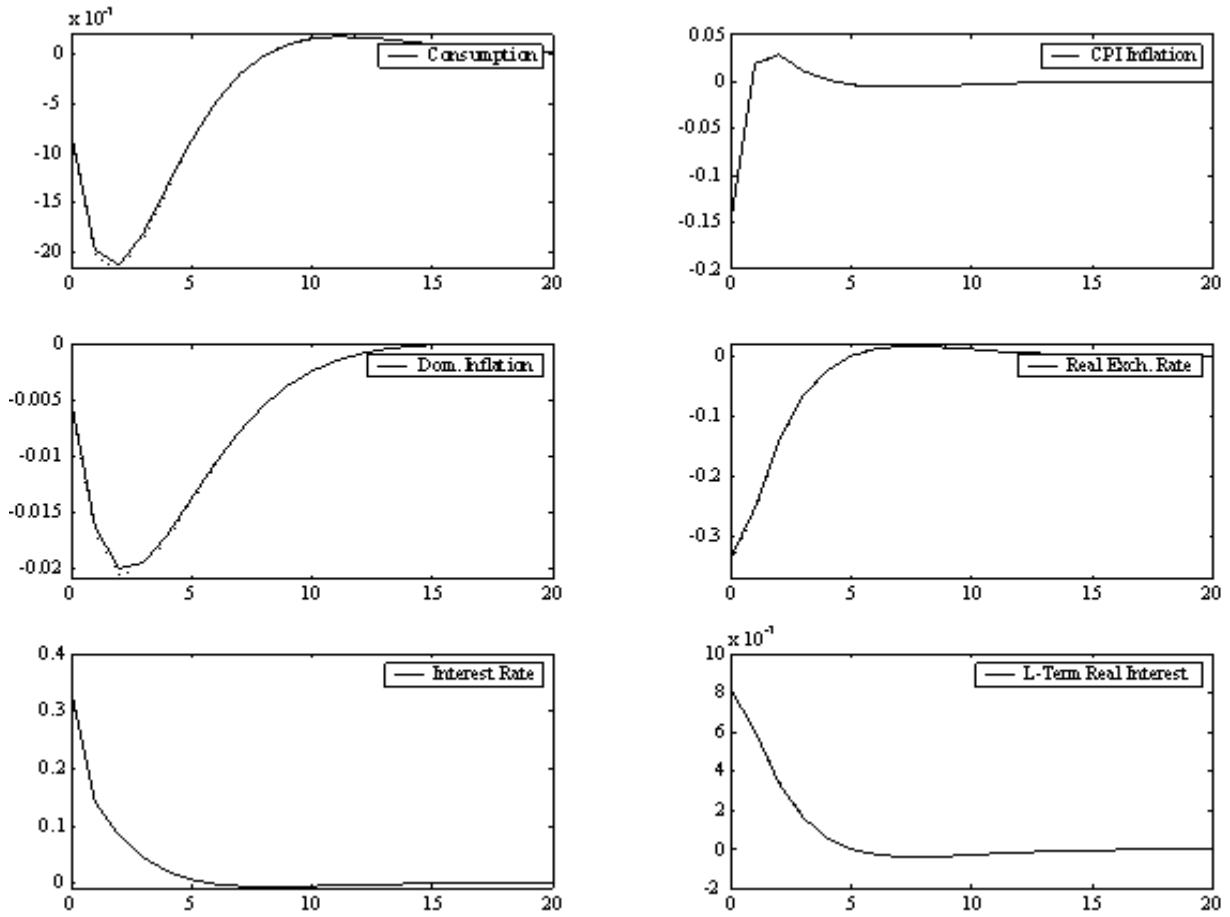 x 10⁻¹
Consumption
0
-5
-10
-15
-20
0 5 10 15 20
CPI Inflation
0.05
0
-0.05
-0.1
-0.15
-0.2
0 5 10 15 20
Dom. Inflation
0
-0.005
-0.01
-0.015
-0.02
0 5 10 15 20
Real Exch. Rate
0
-0.1
-0.2
-0.3
0 5 10 15 20
Interest Rate
0.4
0.3
0.2
0.1
0
0 5 10 15 20
x 10⁻¹
L-Term Real Interest
10
8
6
4
2
0
-2
0 5 10 15 20